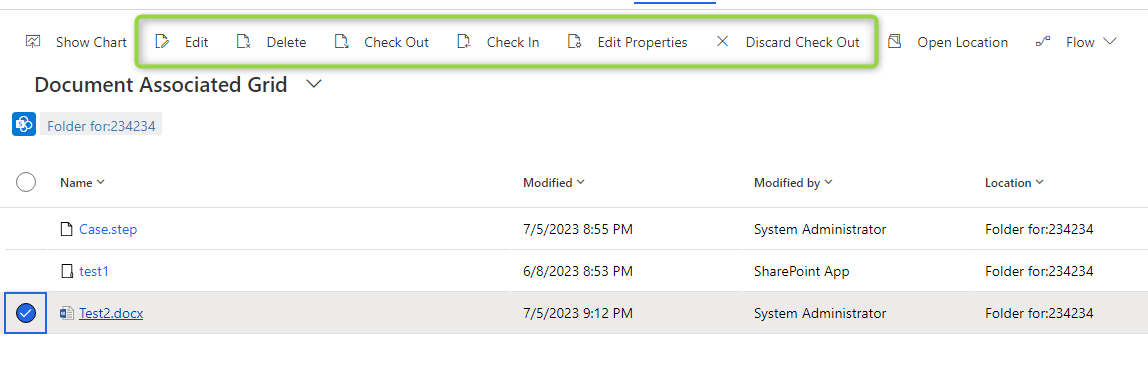 Show Chart Edit Delete Check Out Check In Edit Properties Discard Check Out Open Location Flow
Document Associated Grid
Folder for:234234
Name Modified Modified by Location
Case.step 7/5/2023 8:55 PM System Administrator Folder for:234234
test1 6/8/2023 8:53 PM SharePoint App Folder for:234234
Test2.docx 7/5/2023 9:12 PM System Administrator Folder for:234234